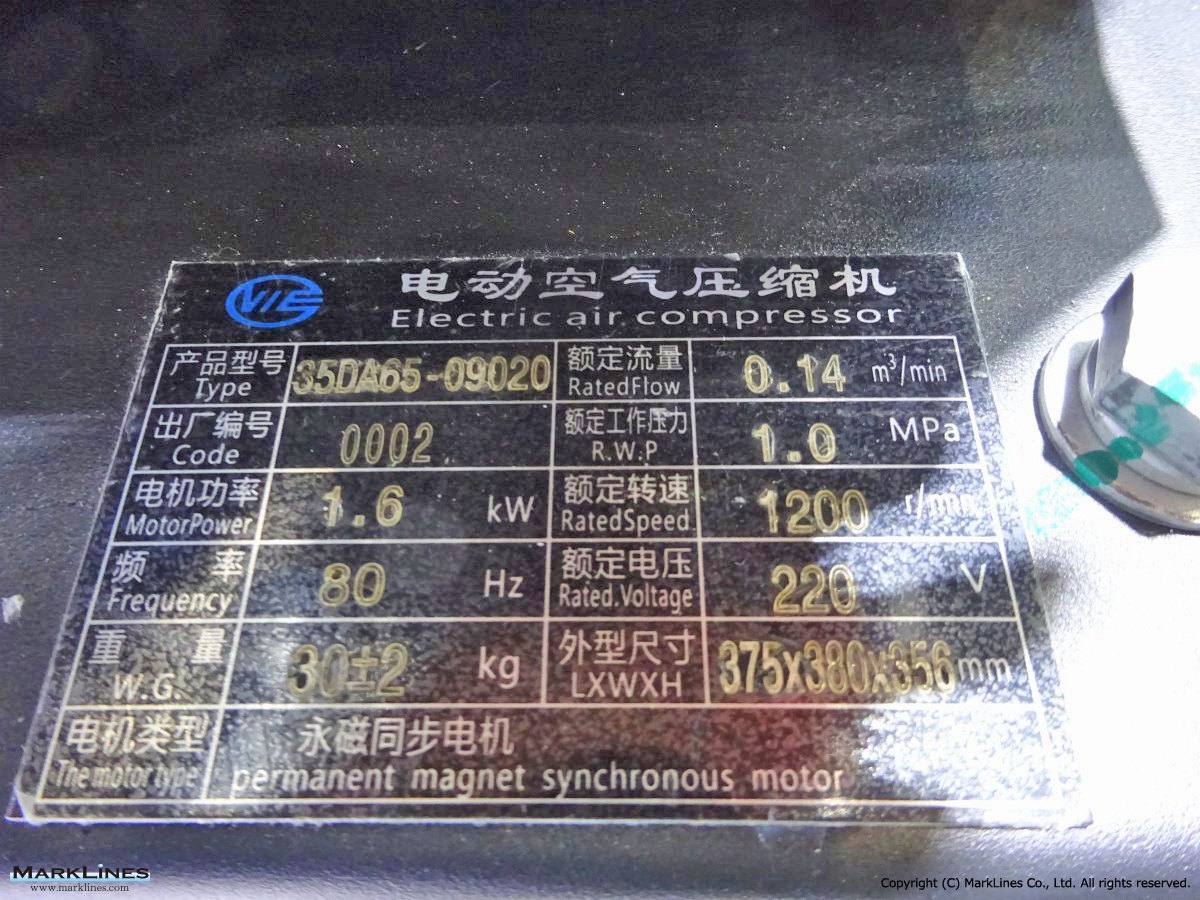 VIE
电动空气压缩机
Electric air compressor
产品型号
Type
35DA65-09020
额定流量
RatedFlow
0.14 m³/min
出厂编号
Code
0002
额定工作压力
R.W.P
1.0 MPa
电机功率
MotorPower
1.6 kW
额定转速
RatedSpeed
1200 r/min
频 率
Frequency
80 Hz
额定电压
Rated.Voltage
220 V
重 量
W.G.
30±2 kg
外型尺寸
LXWXH
375x380x356mm
电机类型
The motor type
永磁同步电机
permanent magnet synchronous motor
MARKLINES
www.marklines.com
Copyright (C) MarkLines Co., Ltd. All rights reserved.